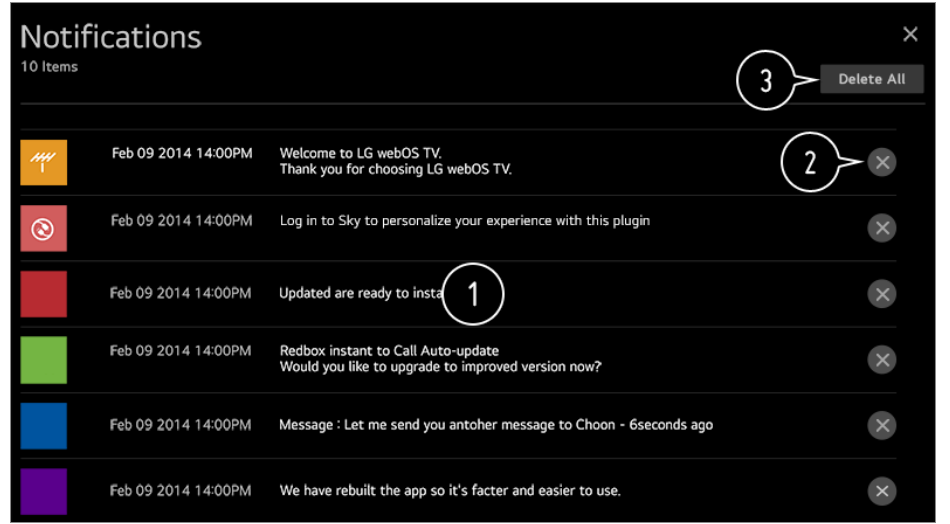 Notifications
10 Items
3
Delete All
Feb 09 2014 14:00PM
Welcome to LG webOS TV.
Thank you for choosing LG webOS TV.
2
Feb 09 2014 14:00PM
Log in to Sky to personalize your experience with this plugin
Feb 09 2014 14:00PM
Updated are ready to insta
1
Feb 09 2014 14:00PM
Redbox instant to Call Auto-update
Would you like to upgrade to improved version now?
Feb 09 2014 14:00PM
Message : Let me send you antoher message to Choon - 6seconds ago
Feb 09 2014 14:00PM
We have rebuilt the app so it's facter and easier to use.